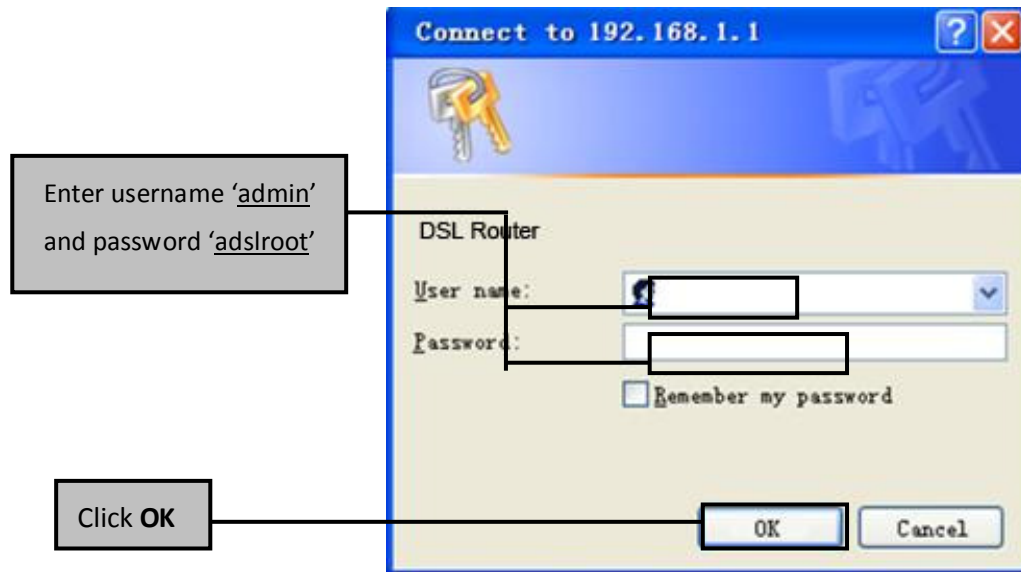 Connect to 192.168.1.1
Enter username ‘admin’
and password ‘adslroot’
DSL Router
User name:
Password:
Remember my password
Click OK
OK
Cancel